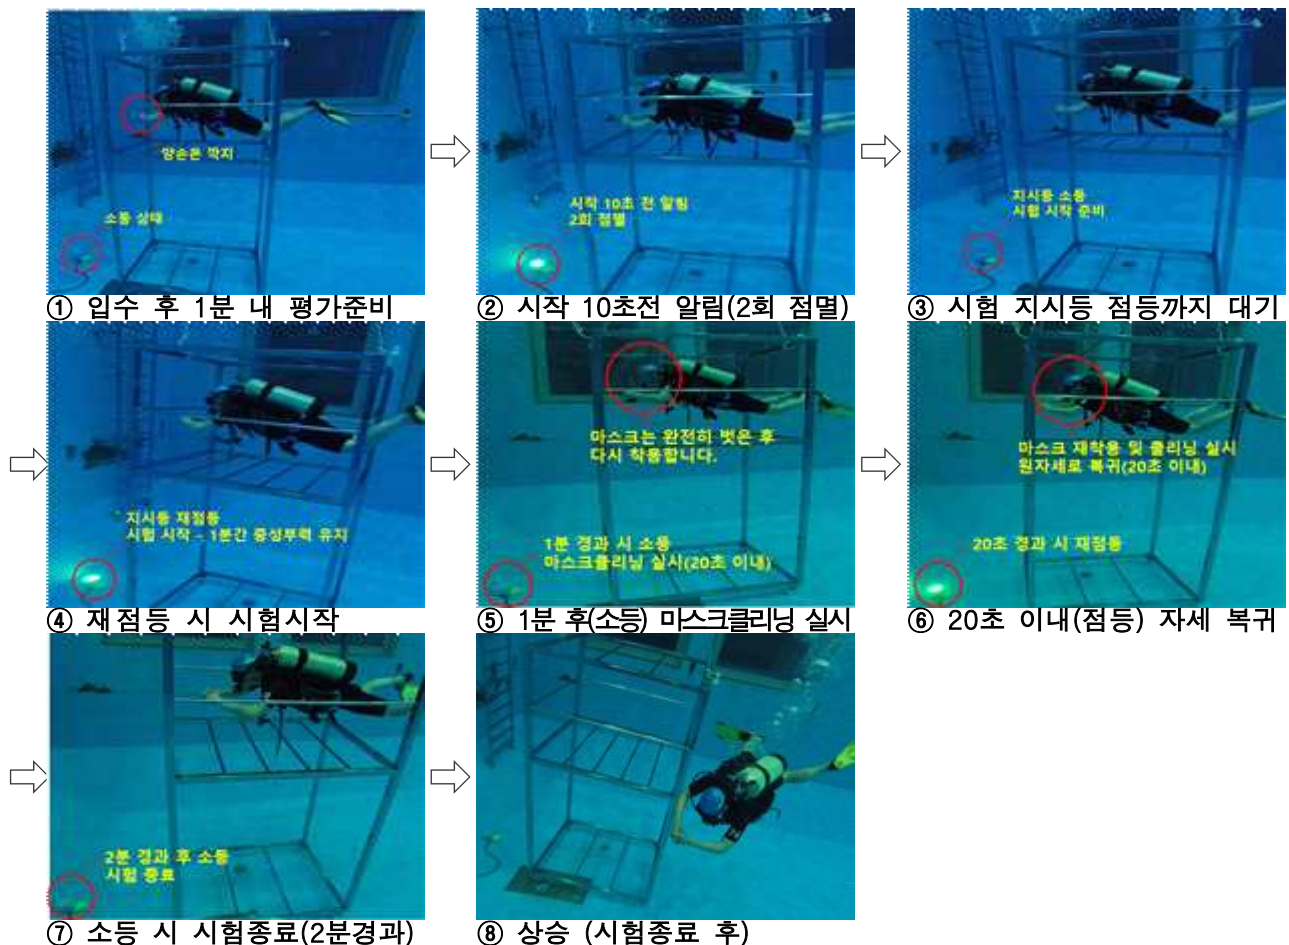 양손은 깍지
소등 상태
① 입수 후 1분 내 평가준비
시작 10초 전 알림
2회 점멸
② 시작 10초전 알림(2회 점멸)
지시등 소등
시험 시작 준비
③ 시험 지시등 점등까지 대기
지시등 재점등
시험 시작 - 1분간 중성부력 유지
④ 재점등 시 시험시작
마스크는 완전히 벗은 후
다시 착용합니다.
1분 경과 시 소등
마스크클리닝 실시(20초 이내)
⑤ 1분 후(소등) 마스크클리닝 실시
마스크 재착용 및 클리닝 실시
원자세로 복귀(20초 이내)
20초 경과 시 재점등
⑥ 20초 이내(점등) 자세 복귀
2분 경과 후 소등
시험 종료
⑦ 소등 시 시험종료(2분경과)
⑧ 상승 (시험종료 후)